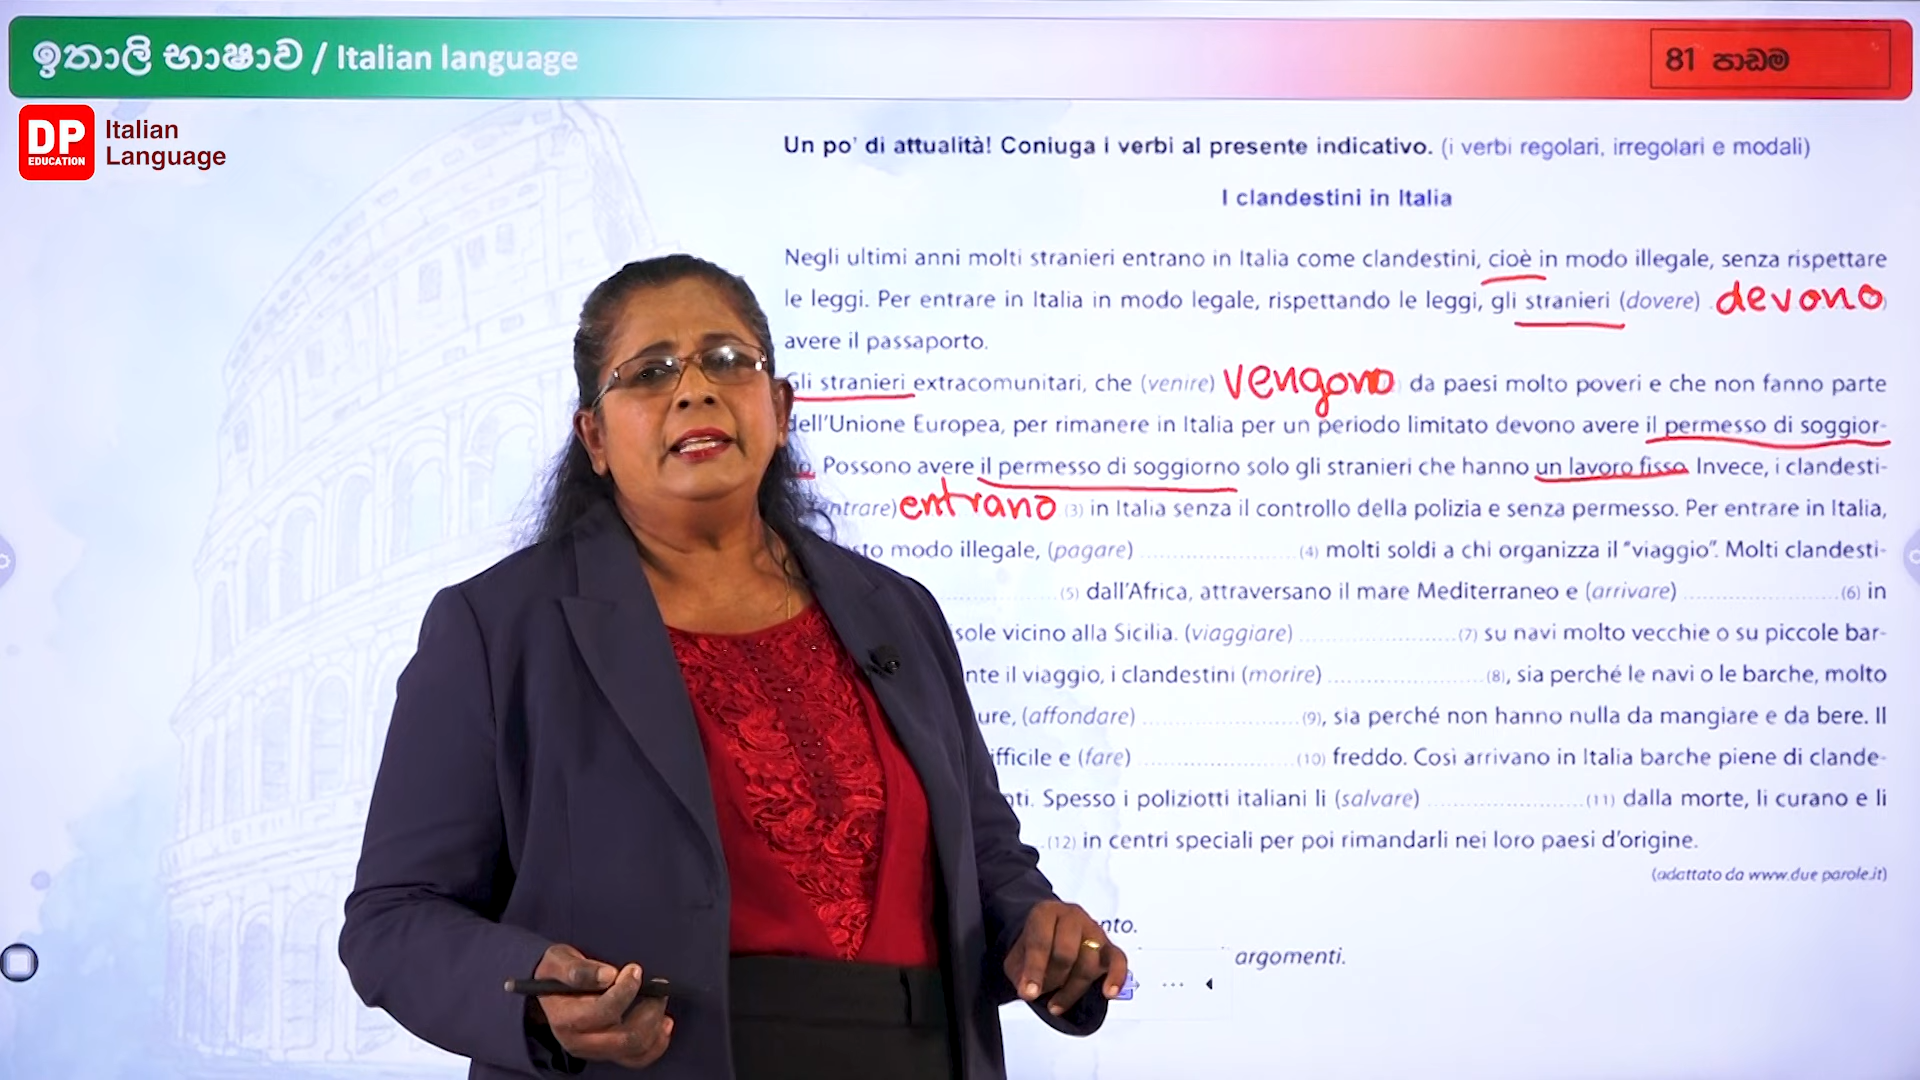 ඉතාලි භාෂාව / Italian language
81 පාඩම
DP
EDUCATION
Italian
Language
Un po' di attualità! Coniuga i verbi al presente indicativo. (i verbi regolari, irregolari e modali)
I clandestini in Italia
Negli ultimi anni molti stranieri entrano in Italia come clandestini, cioè in modo illegale, senza rispettare
le leggi. Per entrare in Italia in modo legale, rispettando le leggi, gli stranieri (dovere) devono
avere il passaporto.
Gli stranieri extracomunitari, che (venire) vengono da paesi molto poveri e che non fanno parte
dell'Unione Europea, per rimanere in Italia per un periodo limitato devono avere il permesso di soggior-
Possono avere il permesso di soggiorno solo gli stranieri che hanno un lavoro fisso. Invece, i clandesti-
entrare) entrano (3) in Italia senza il controllo della polizia e senza permesso. Per entrare in Italia,
sto modo illegale, (pagare) ........................(4) molti soldi a chi organizza il "viaggio". Molti clandesti-
..................(5) dall'Africa, attraversano il mare Mediterraneo e (arrivare) ........................(6) in
sole vicino alla Sicilia. (viaggiare) ........................(7) su navi molto vecchie o su piccole bar-
nte il viaggio, i clandestini (morire) ........................(8), sia perché le navi o le barche, molto
ure, (affondare) ........................(9), sia perché non hanno nulla da mangiare e da bere. Il
fficile e (fare) ........................(10) freddo. Così arrivano in Italia barche piene di clande-
ti. Spesso i poliziotti italiani li (salvare) ........................(11) dalla morte, li curano e li
(12) in centri speciali per poi rimandarli nei loro paesi d'origine.
(adattato da www.due parole.it)
nto.
argomenti.